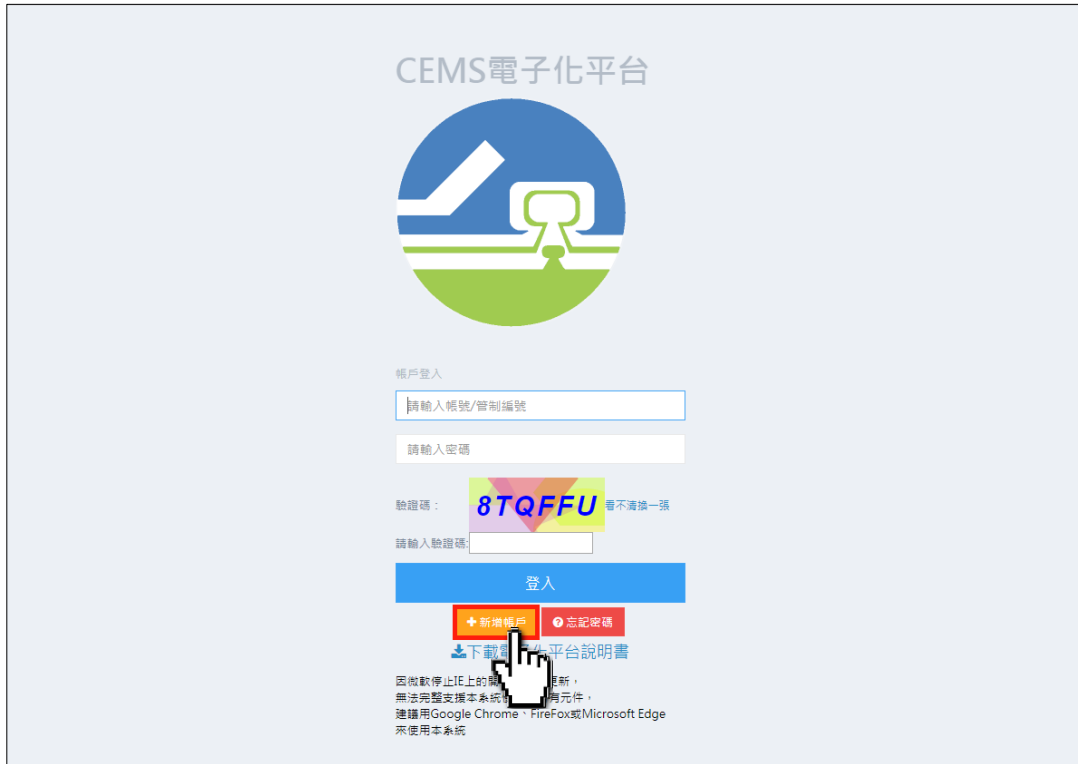 CEMS電子化平台
帳戶登入
請輸入帳號/管制編號
請輸入密碼
驗證碼：
8TQFFU
看不清換一張
請輸入驗證碼:
登入
新增帳戶
忘記密碼
下載電子化平台說明書
因微軟停止IE上的開 更新，
無法完整支援本系統 有元件，
建議用Google Chrome、FireFox或Microsoft Edge
來使用本系統